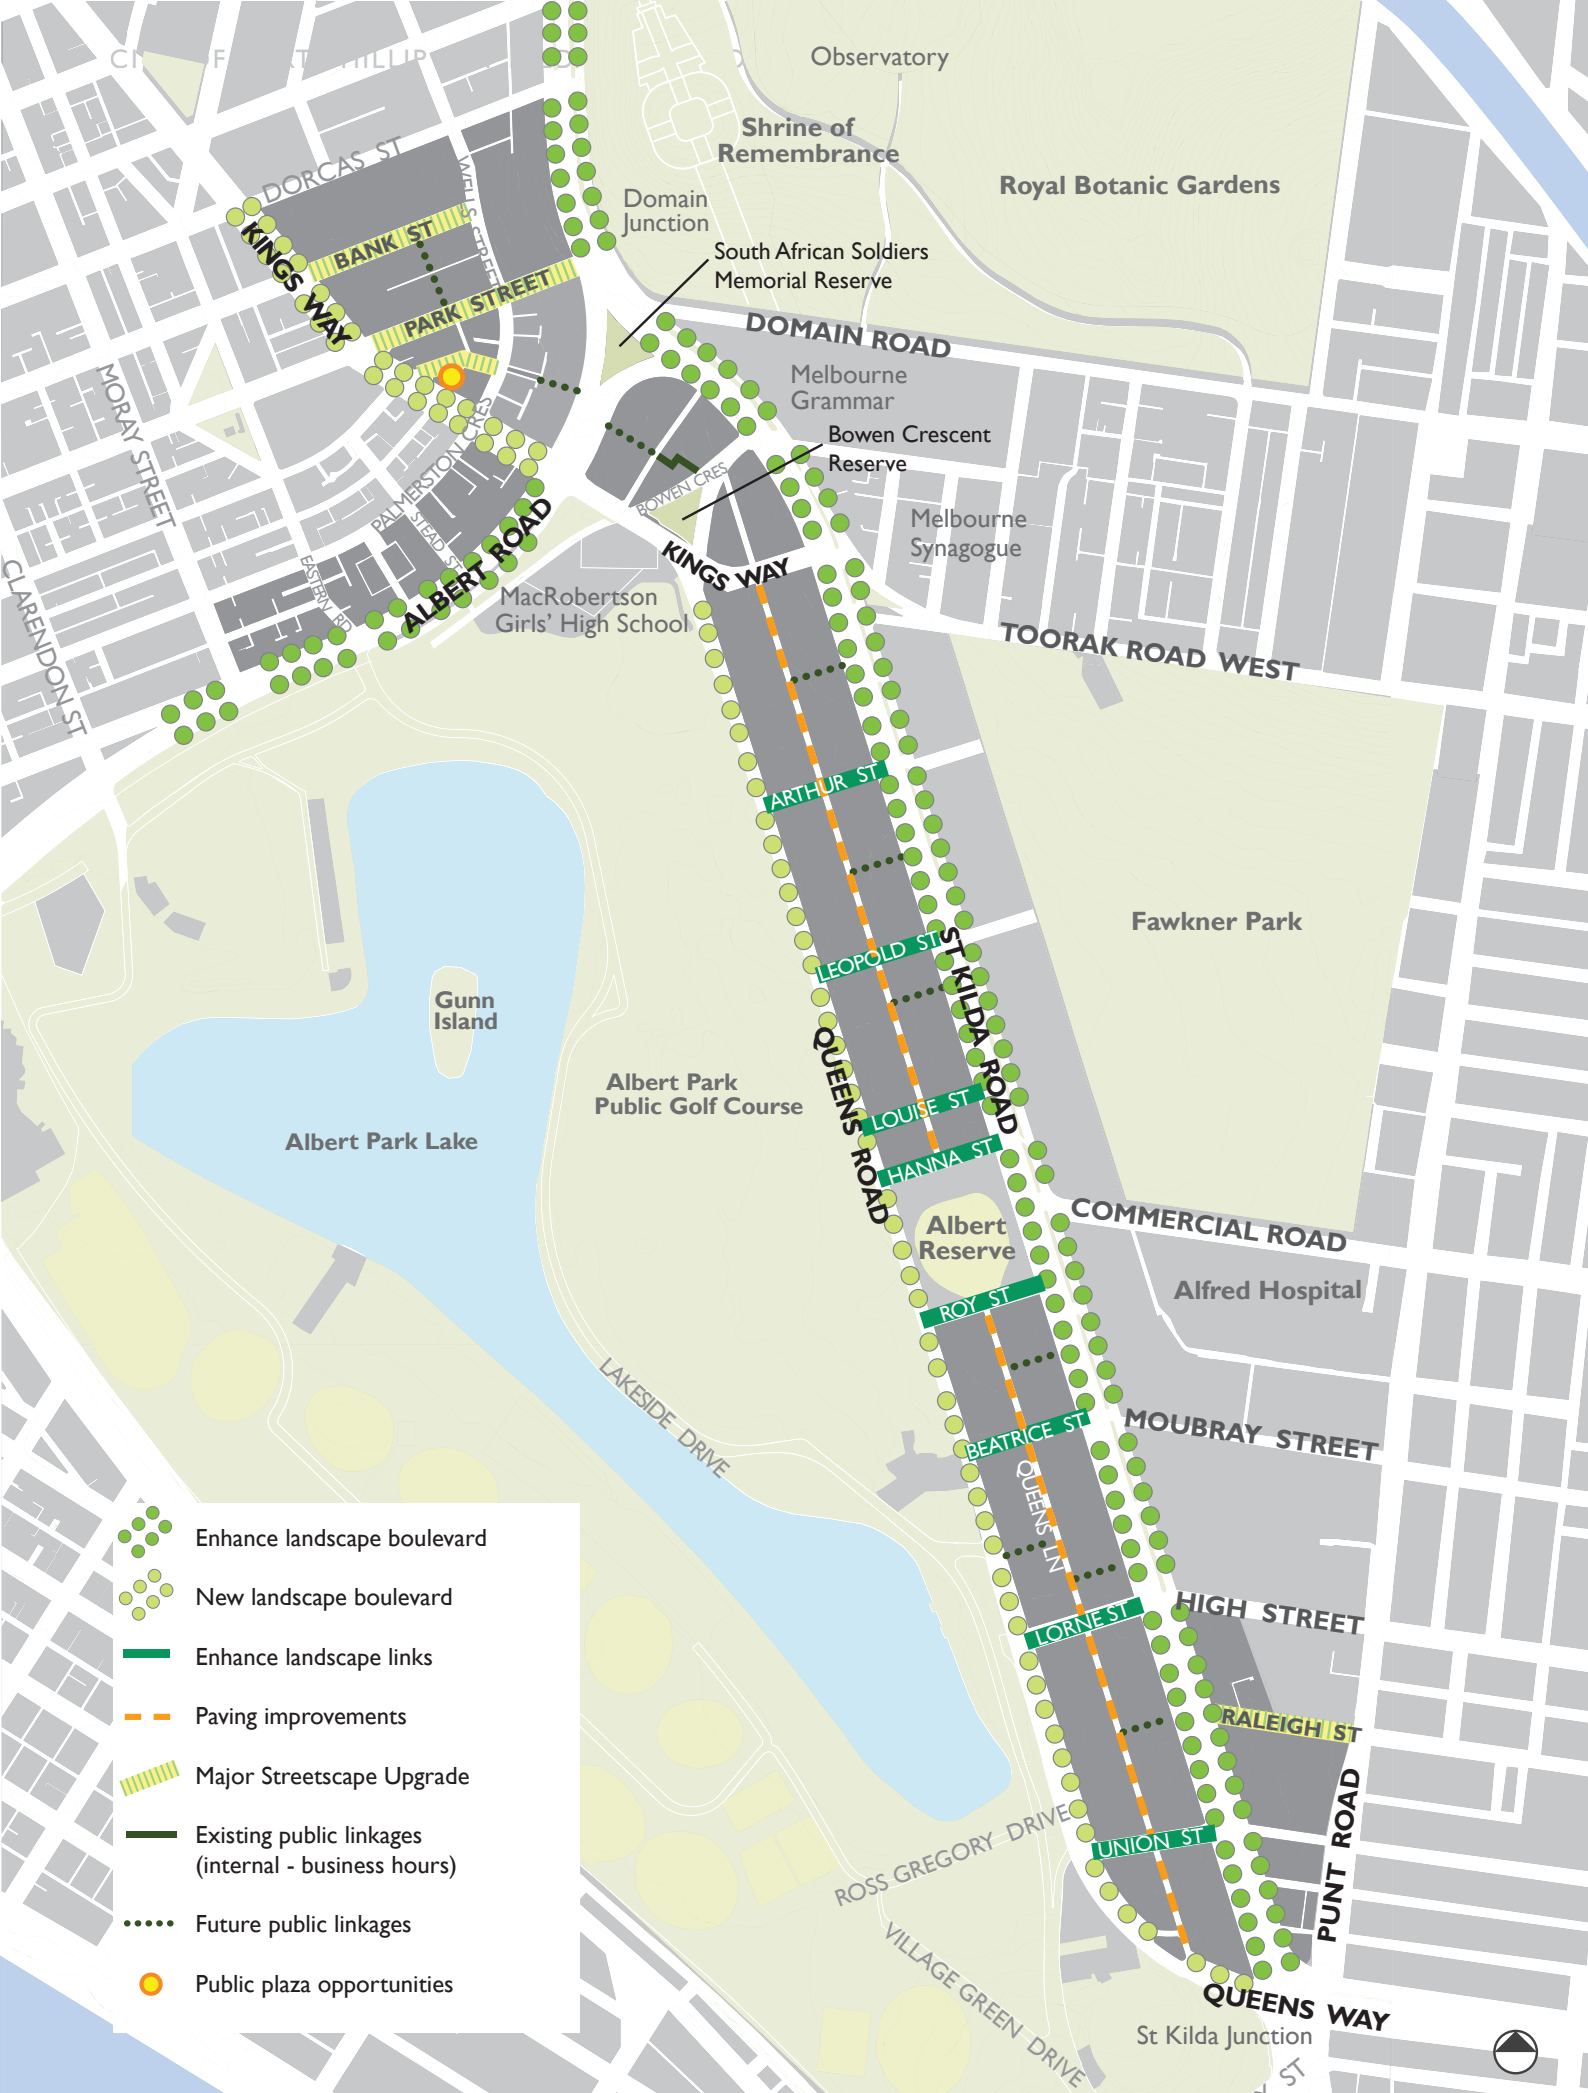 Observatory
Shrine of
Remembrance
Royal Botanic Gardens
DORCAS ST
WELLS STREET
Domain
Junction
BANK ST
KINGS WAY
South African Soldiers
Memorial Reserve
PARK STREET
DOMAIN ROAD
Melbourne
Grammar
MORAY STREET
Bowen Crescent
Reserve
PALMERSTON CRES
BOWEN CRES
STEAD ST
Melbourne
Synagogue
ALBERT ROAD
KINGS WAY
EASTERN RD
CLARENDON ST
MacRobertson
Girls' High School
TOORAK ROAD WEST
ARTHUR ST
Fawkner Park
LEOPOLD ST
ST KILDA ROAD
Gunn
Island
QUEENS ROAD
Albert Park
Public Golf Course
LOUISE ST
Albert Park Lake
HANNA ST
COMMERCIAL ROAD
Albert
Reserve
Alfred Hospital
ROY ST
LAKESIDE DRIVE
BEATRICE ST
MOUBRAY STREET
QUEENS LN
HIGH STREET
LORNE ST
RALEIGH ST
PUNT ROAD
UNION ST
ROSS GREGORY DRIVE
VILLAGE GREEN DRIVE
QUEENS WAY
St Kilda Junction
ST
Enhance landscape boulevard
New landscape boulevard
Enhance landscape links
Paving improvements
Major Streetscape Upgrade
Existing public linkages
(internal - business hours)
Future public linkages
Public plaza opportunities